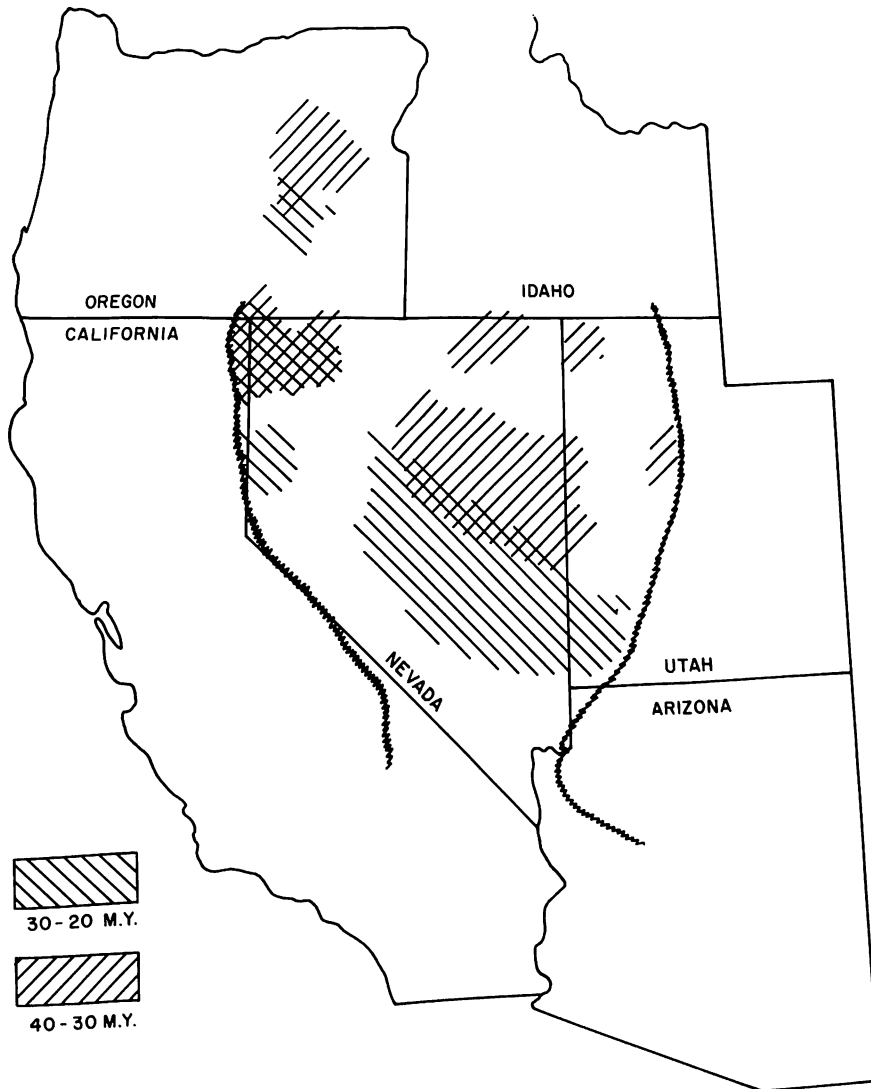 OREGON
IDAHO
CALIFORNIA
NEVADA
UTAH
ARIZONA
30-20 M.Y.
40-30 M.Y.